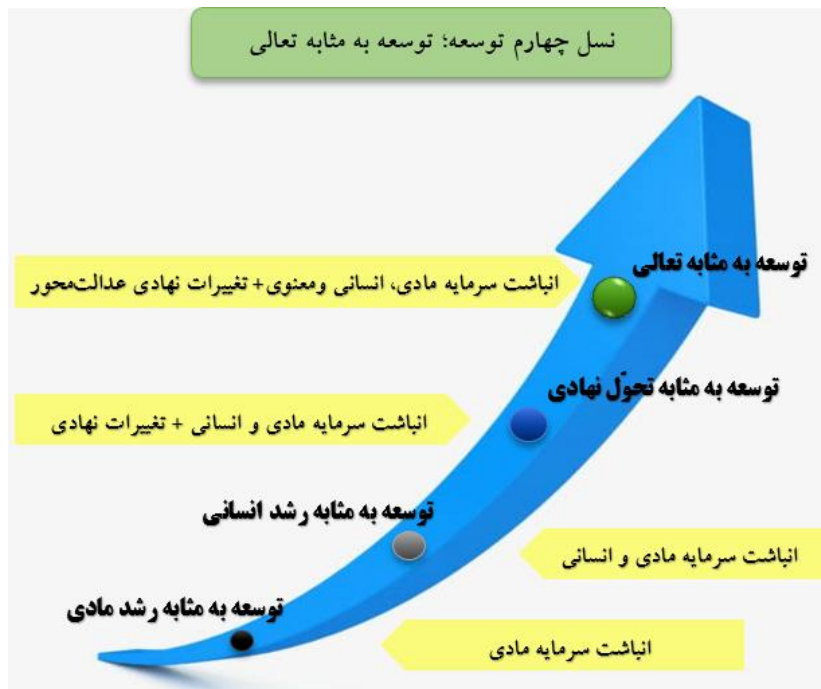 نسل چهارم توسعه؛ توسعه به مثابه تعالی
توسعه به مثابه تعالی
انباشت سرمایه مادی، انسانی ومعنوی+ تغییرات نهادی عدالت‌محور
توسعه به مثابه تحوّل نهادی
انباشت سرمایه مادی و انسانی + تغییرات نهادی
توسعه به مثابه رشد انسانی
انباشت سرمایه مادی و انسانی
توسعه به مثابه رشد مادی
انباشت سرمایه مادی